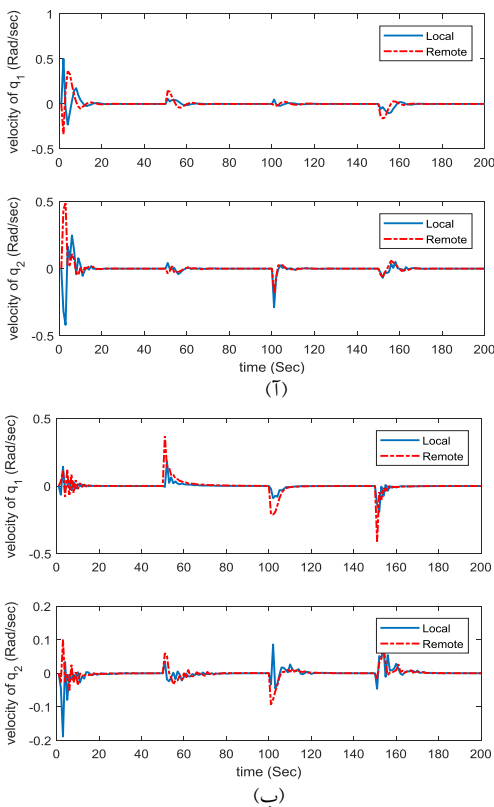 velocity of q1 (Rad/sec)
1
0.5
0
-0.5
Local
Remote
0 20 40 60 80 100 120 140 160 180 200
velocity of q2 (Rad/sec)
0.5
0
-0.5
Local
Remote
0 20 40 60 80 100 120 140 160 180 200
time (Sec)
(آ)
velocity of q1 (Rad/sec)
0.5
0
-0.5
Local
Remote
0 20 40 60 80 100 120 140 160 180 200
velocity of q2 (Rad/sec)
0.2
0.1
0
-0.1
-0.2
Local
Remote
0 20 40 60 80 100 120 140 160 180 200
time (Sec)
(ب)